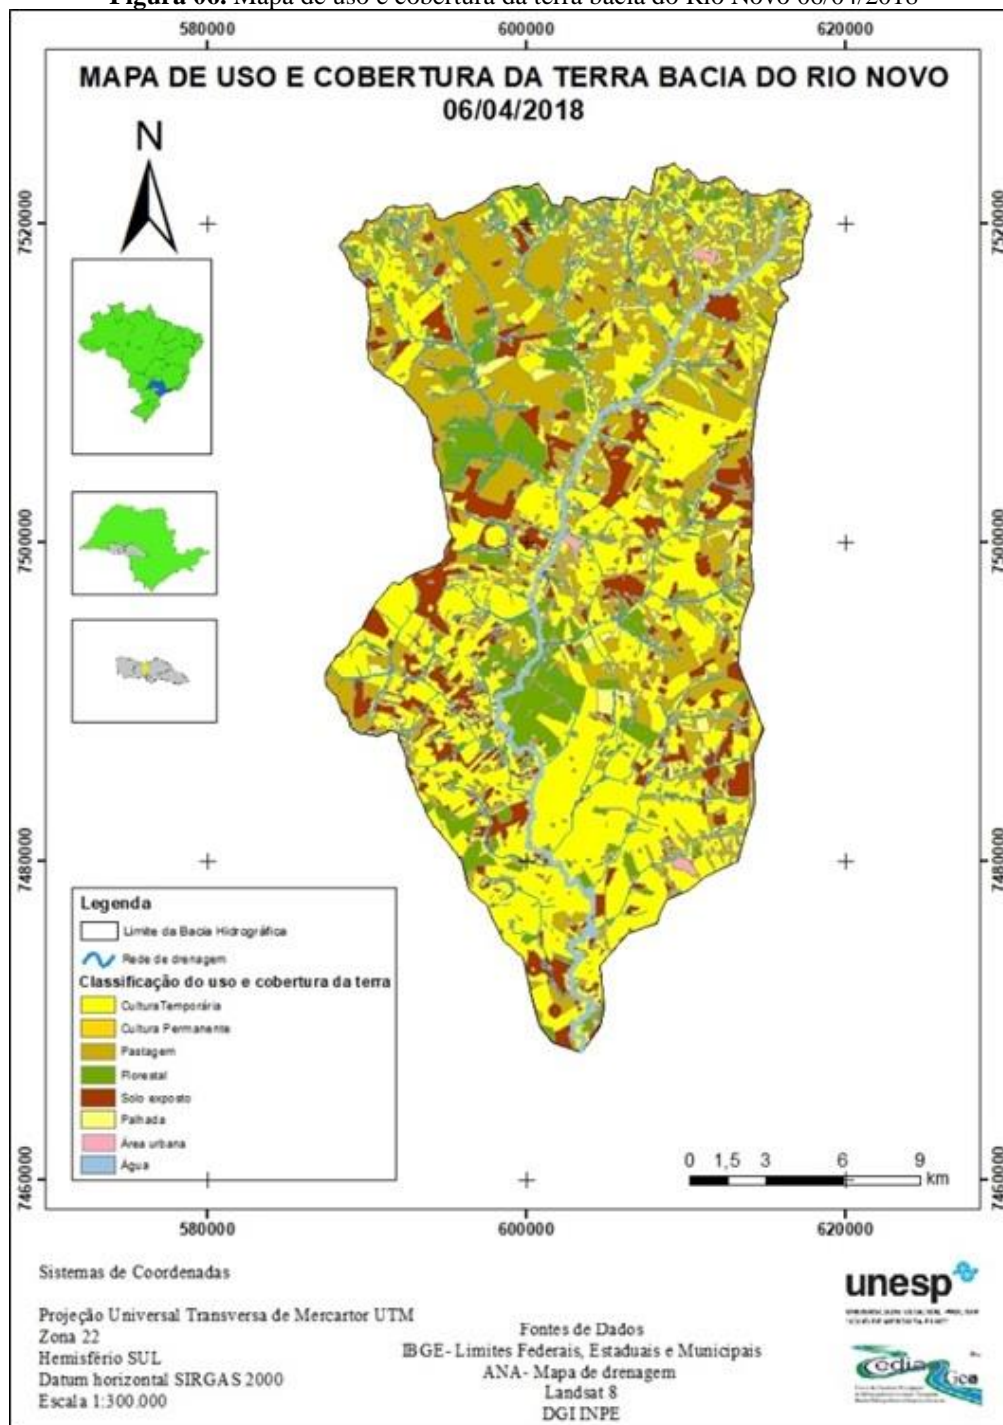 Figura 06. Mapa de uso e cobertura da terra bacia do Rio Novo 06/04/2018
580000 600000 620000
MAPA DE USO E COBERTURA DA TERRA BACIA DO RIO NOVO
06/04/2018
N
7520000 7520000
7500000 7500000
7480000 7480000
7460000 7460000
Legenda
Limite da Bacia Hidrográfica
Rede de drenagem
Classificação do uso e cobertura da terra
Cultura Temporária
Cultura Permanente
Pastagem
Florestal
Solo exposto
Palhada
Área urbana
Água
0 1,5 3 6 9
km
580000 600000 620000
Sistemas de Coordenadas
Projeção Universal Transversa de Mercartor UTM
Zona 22
Hemisfério SUL
Datum horizontal SIRGAS 2000
Escala 1:300.000
Fontes de Dados
IBGE- Limites Federais, Estaduais e Municipais
ANA- Mapa de drenagem
Landsat 8
DGI INPE
unesp
Cedia
Geo